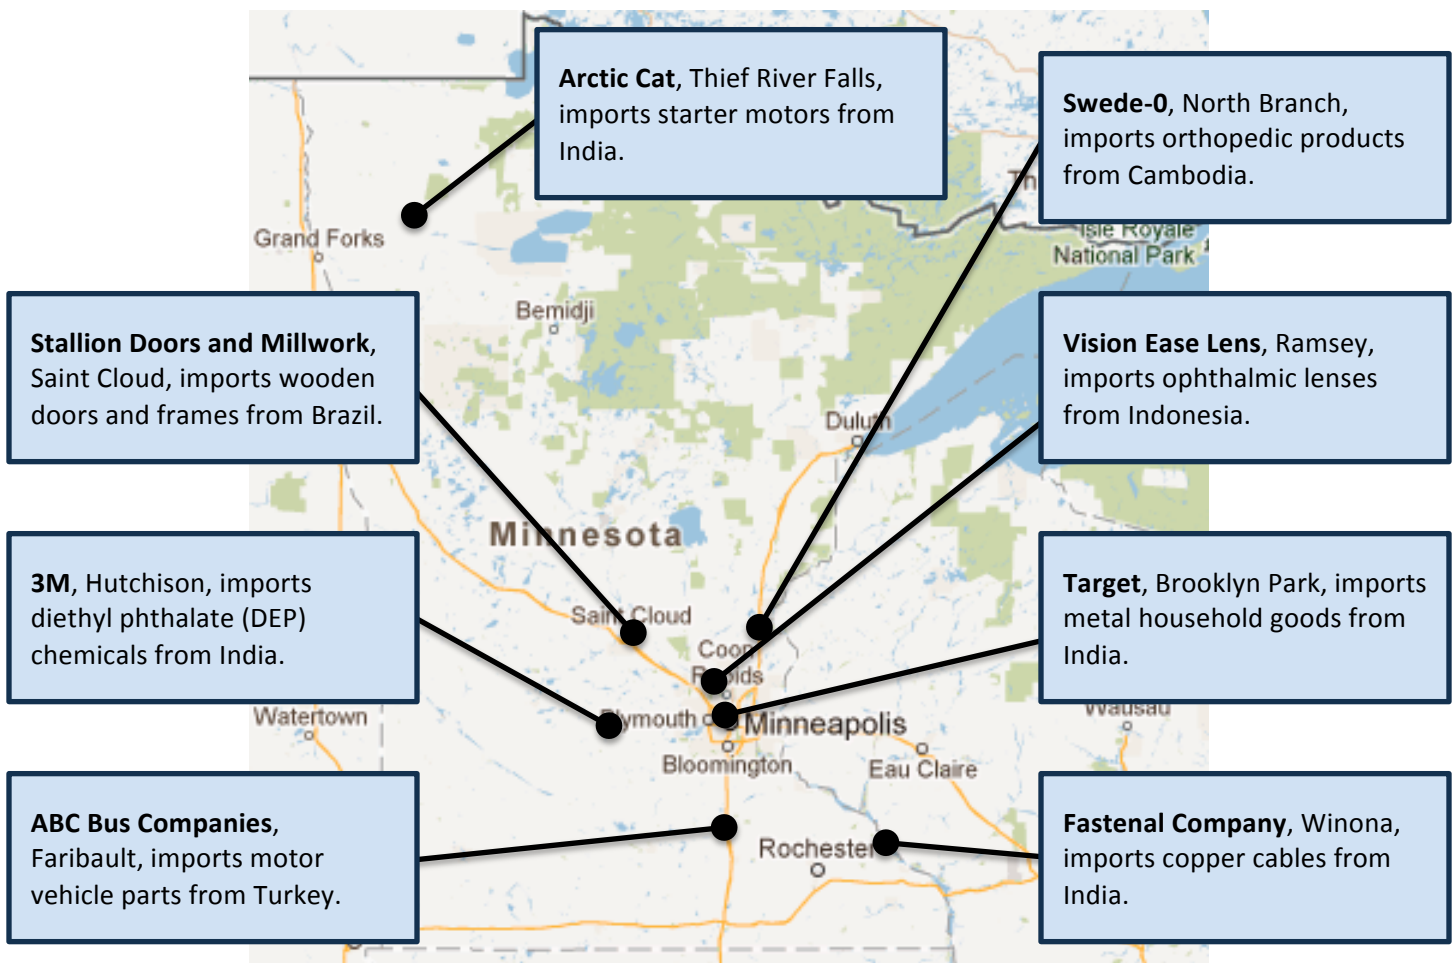 Arctic Cat, Thief River Falls,
imports starter motors from
India.
Swede-0, North Branch,
imports orthopedic products
from Cambodia.
Isle Royale
National Park
Grand Forks
Bemidji
Stallion Doors and Millwork,
Saint Cloud, imports wooden
doors and frames from Brazil.
Vision Ease Lens, Ramsey,
imports ophthalmic lenses
from Indonesia.
Duluth
Minnesota
3M, Hutchison, imports
diethyl phthalate (DEP)
chemicals from India.
Target, Brooklyn Park, imports
metal household goods from
India.
Saint Cloud
Coon
Rapids
Watertown
Plymouth
Minneapolis
Wausau
Bloomington
Eau Claire
ABC Bus Companies,
Faribault, imports motor
vehicle parts from Turkey.
Rochester
Fastenal Company, Winona,
imports copper cables from
India.